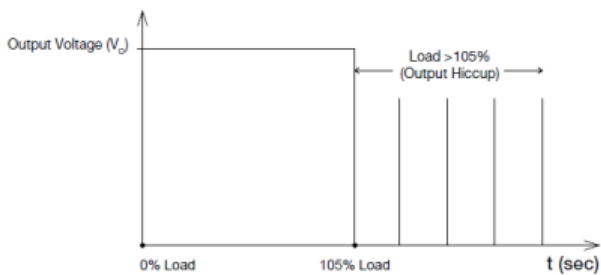 Output Voltage (Vo)
Load >105%
(Output Hiccup)
0% Load
105% Load
t (sec)